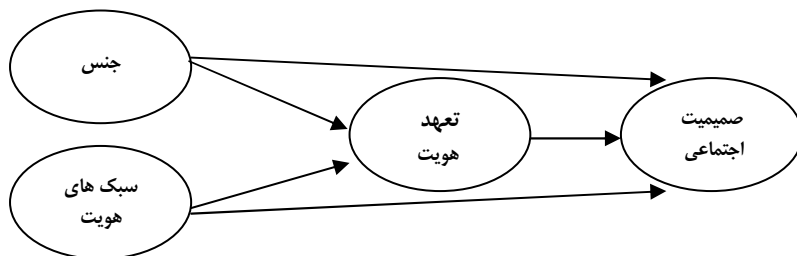 جنس
تعهد
هویت
صمیمیت
اجتماعی
سبک های
هویت